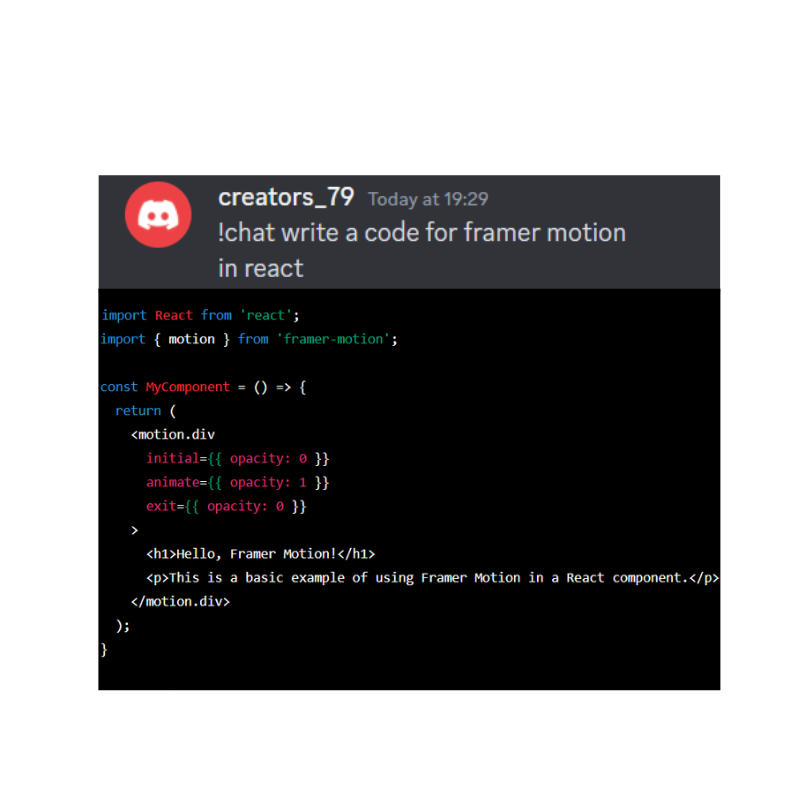 creators_79 Today at 19:29
!chat write a code for framer motion
in react
import React from 'react';
import { motion } from 'framer-motion';
const MyComponent = () => {
return (
<motion.div
initial={{ opacity: 0 }}
animate={{ opacity: 1 }}
exit={{ opacity: 0 }}
>
<h1>Hello, Framer Motion!</h1>
<p>This is a basic example of using Framer Motion in a React component.</p>
</motion.div>
);
}